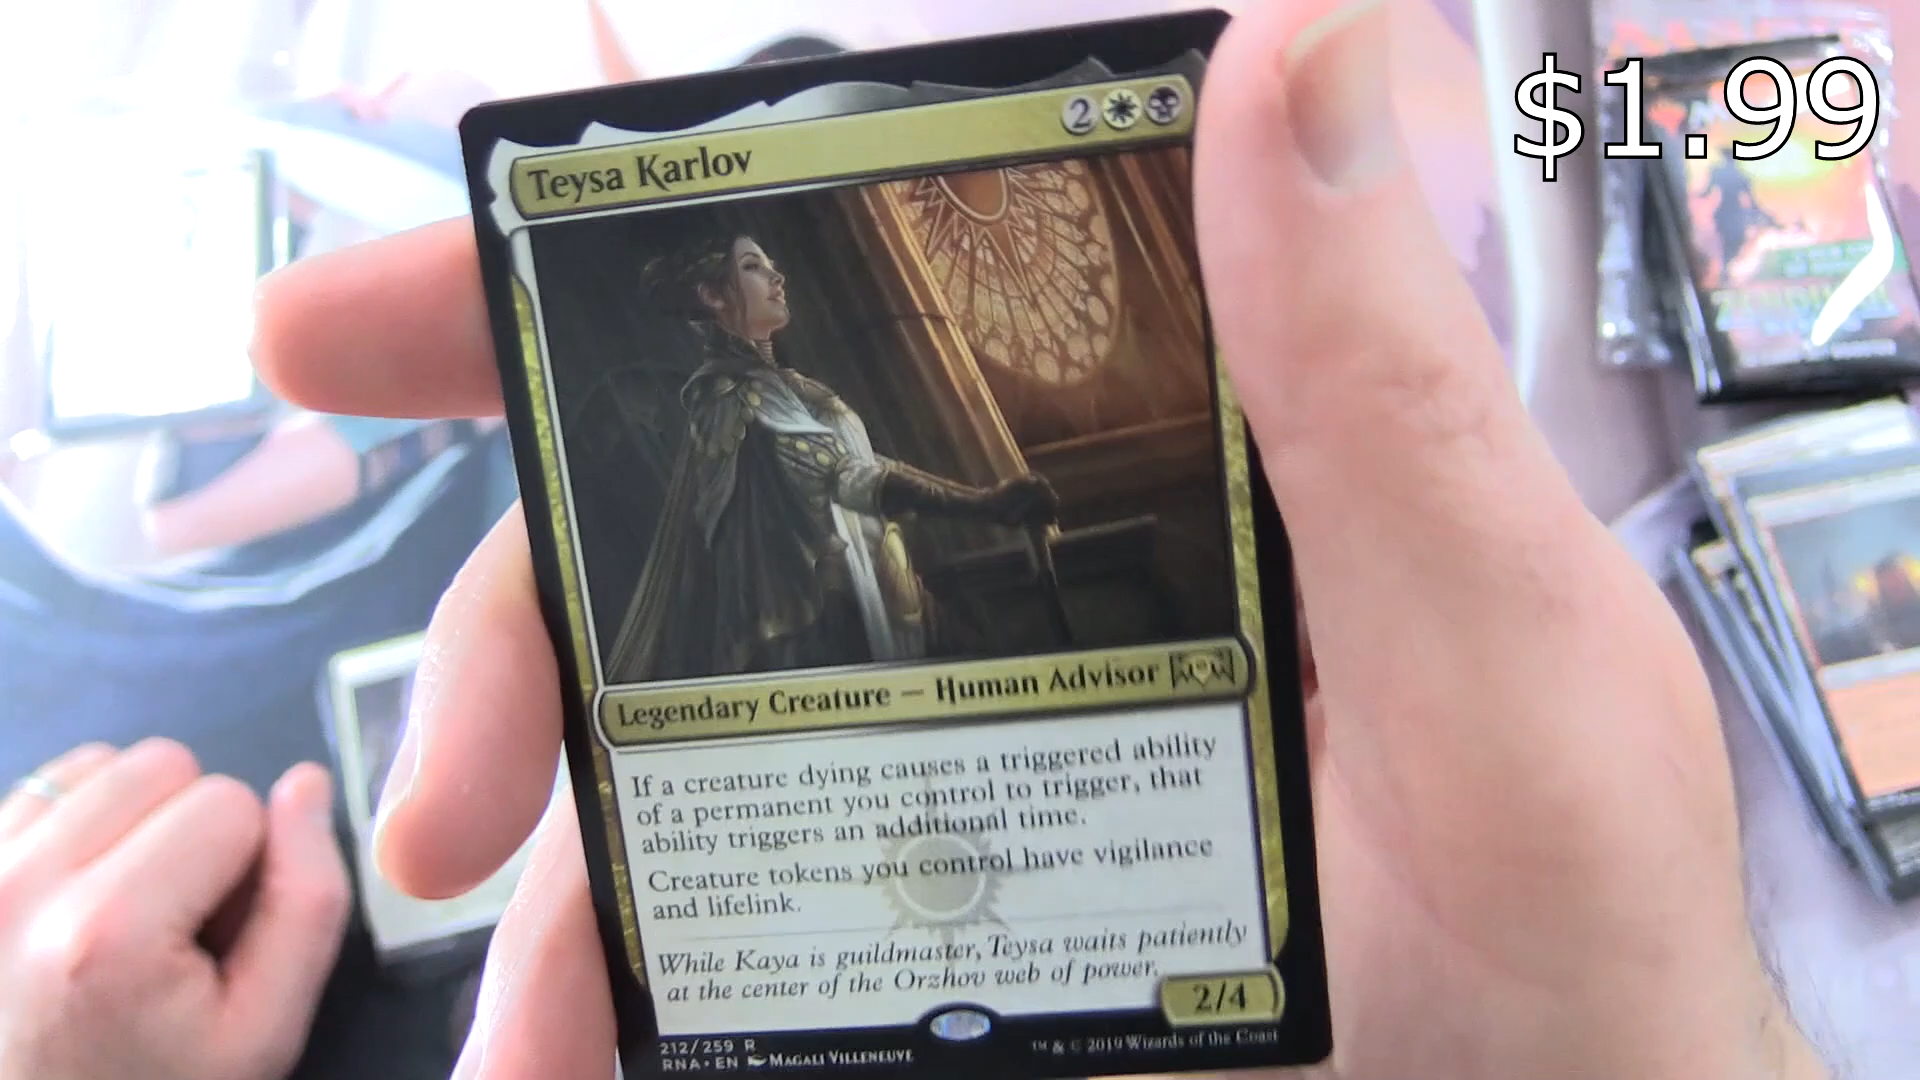 $1.99
Teysa Karlov
2
Legendary Creature — Human Advisor
If a creature dying causes a triggered ability
of a permanent you control to trigger, that
ability triggers an additional time.
Creature tokens you control have vigilance
and lifelink.
While Kaya is guildmaster, Teysa waits patiently
at the center of the Orzhov web of power.
2/4
212/259 R
RNA • EN Magali Villeneuve
™ & © 2019 Wizards of the Coast